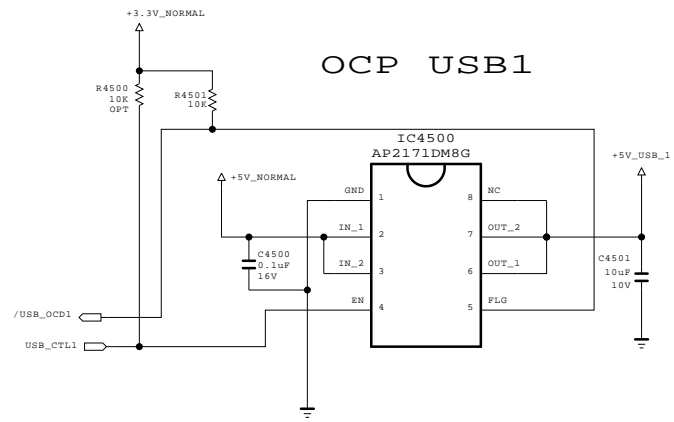 +3.3V_NORMAL
OCP USB1
R4500
10K
OPT
R4501
10K
IC4500
AP2171DM8G
+5V_USB_1
+5V_NORMAL
GND
1
8
NC
IN_1
2
7
OUT_2
C4500
0.1uF
16V
IN_2
3
6
OUT_1
C4501
10uF
10V
EN
4
5
FLG
/USB_OCD1
USB_CTL1